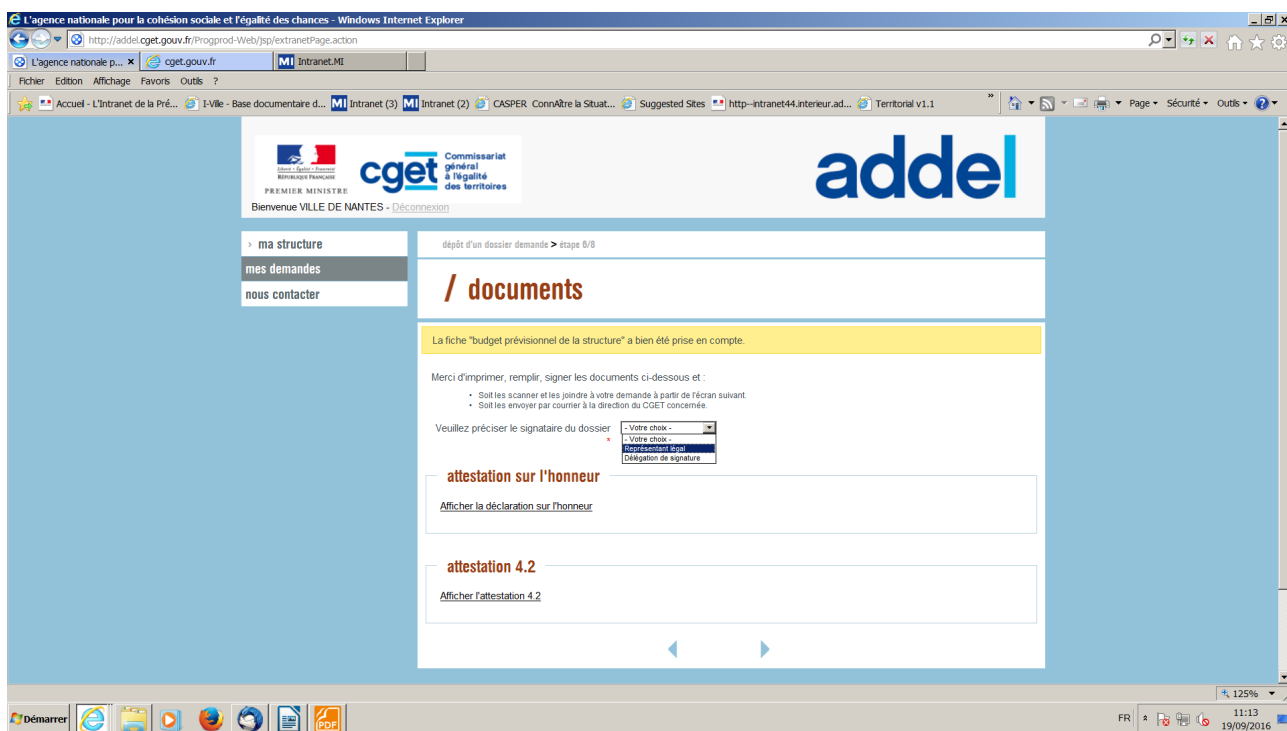 L'agence nationale pour la cohésion sociale et l'égalité des chances - Windows Internet Explorer
http://addel.cget.gouv.fr/Progprod-Web/jsp/extranetPage.action
L'agence nationale p... cget.gouv.fr MI Intranet.MI
Fichier Edition Affichage Favoris Outils ?
Accueil - L'Intranet de la Pré... I-Ville - Base documentaire d... MI Intranet (3) MI Intranet (2) CASPER ConnAître la Situat... Suggested Sites http--intranet44.interieur.ad... Territorial v1.1 » Page Sécurité Outils
Liberté • Égalité • Fraternité
RÉPUBLIQUE FRANÇAISE
PREMIER MINISTRE
cget
Commissariat
général
à l'égalité
des territoires
addel
Bienvenue VILLE DE NANTES - Déconnexion
› ma structure
mes demandes
nous contacter
dépôt d'un dossier demande > étape 6/8
/ documents
La fiche "budget prévisionnel de la structure" a bien été prise en compte.
Merci d'imprimer, remplir, signer les documents ci-dessous et :
• Soit les scanner et les joindre à votre demande à partir de l'écran suivant.
• Soit les envoyer par courrier à la direction du CGET concernée.
Veuillez préciser le signataire du dossier - Votre choix -
*
- Votre choix -
Représentant légal
Délégation de signature
attestation sur l'honneur
Afficher la déclaration sur l'honneur
attestation 4.2
Afficher l'attestation 4.2
125%
Démarrer PDF FR 11:13
19/09/2016